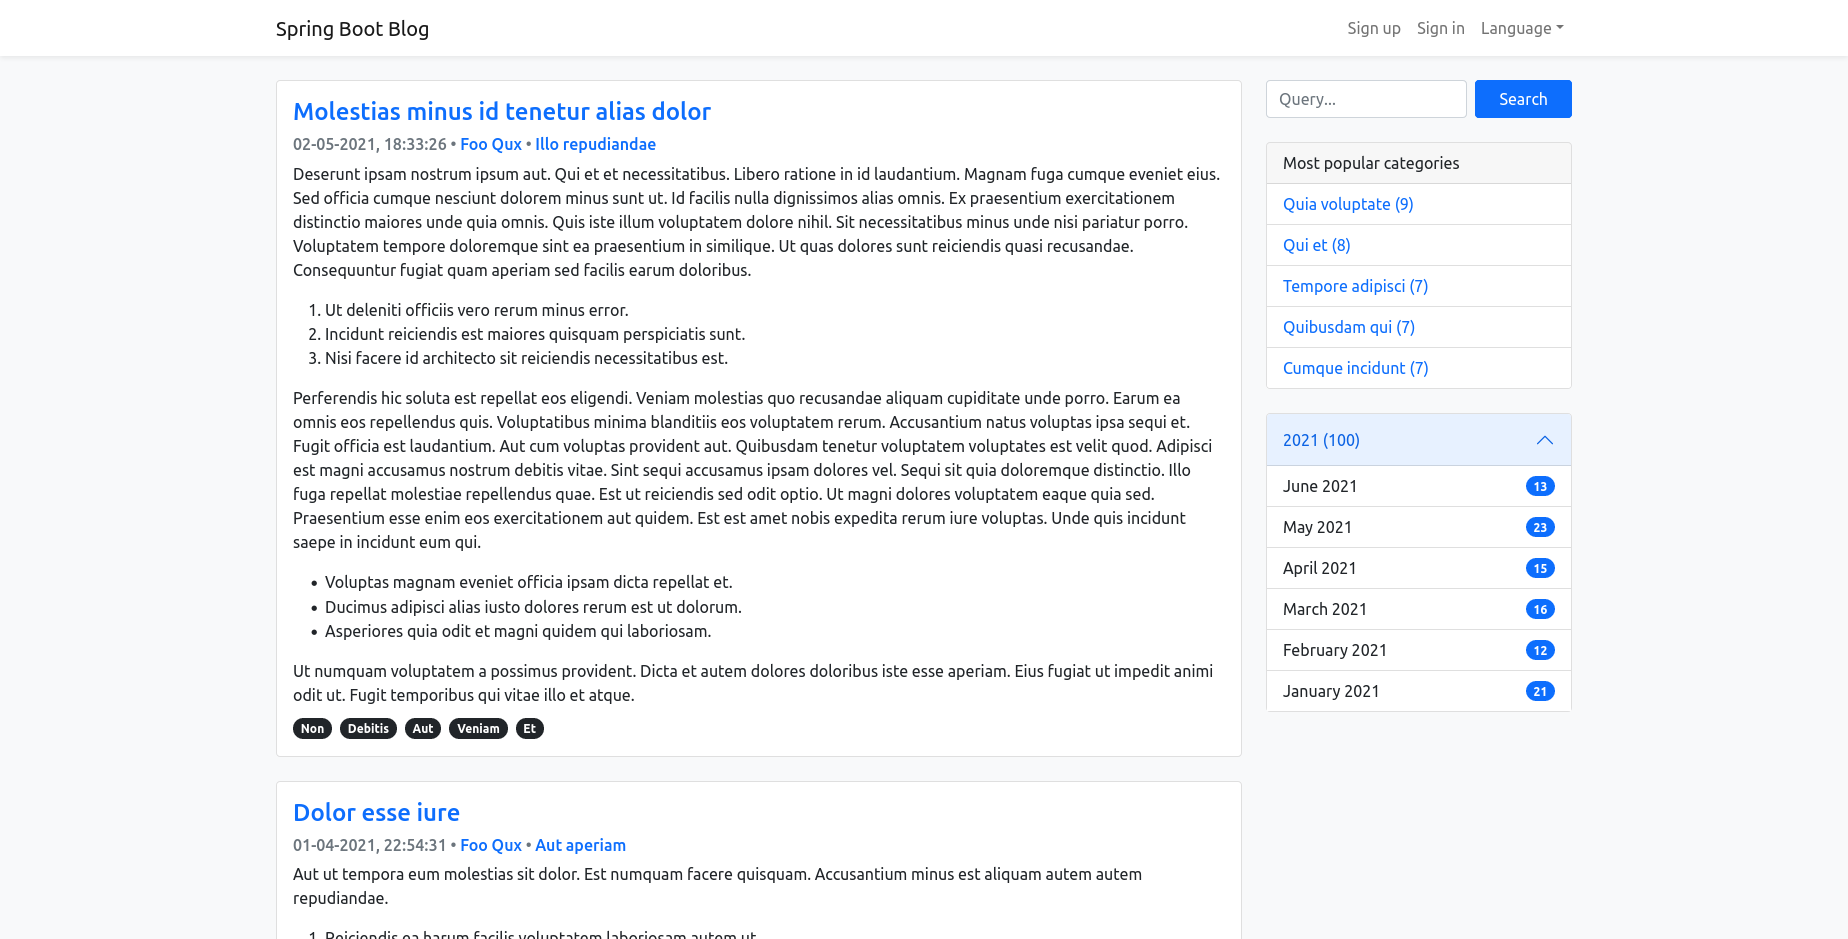 Spring Boot Blog
Sign up
Sign in
Language
Molestias minus id tenetur alias dolor
02-05-2021, 18:33:26 • Foo Qux • Illo repudiandae
Deserunt ipsam nostrum ipsum aut. Qui et et necessitatibus. Libero ratione in id laudantium. Magnam fuga cumque eveniet eius.
Sed officia cumque nesciunt dolorem minus sunt ut. Id facilis nulla dignissimos alias omnis. Ex praesentium exercitationem
distinctio maiores unde quia omnis. Quis iste illum voluptatem dolore nihil. Sit necessitatibus minus unde nisi pariatur porro.
Voluptatem tempore doloremque sint ea praesentium in similique. Ut quas dolores sunt reiciendis quasi recusandae.
Consequuntur fugiat quam aperiam sed facilis earum doloribus.
1. Ut deleniti officiis vero rerum minus error.
2. Incidunt reiciendis est maiores quisquam perspiciatis sunt.
3. Nisi facere id architecto sit reiciendis necessitatibus est.
Perferendis hic soluta est repellat eos eligendi. Veniam molestias quo recusandae aliquam cupiditate unde porro. Earum ea
omnis eos repellendus quis. Voluptatibus minima blanditiis eos voluptatem rerum. Accusantium natus voluptas ipsa sequi et.
Fugit officia est laudantium. Aut cum voluptas provident aut. Quibusdam tenetur voluptatem voluptates est velit quod. Adipisci
est magni accusamus nostrum debitis vitae. Sint sequi accusamus ipsam dolores vel. Sequi sit quia doloremque distinctio. Illo
fuga repellat molestiae repellendus quae. Est ut reiciendis sed odit optio. Ut magni dolores voluptatem eaque quia sed.
Praesentium esse enim eos exercitationem aut quidem. Est est amet nobis expedita rerum iure voluptas. Unde quis incidunt
saepe in incidunt eum qui.
• Voluptas magnam eveniet officia ipsam dicta repellat et.
• Ducimus adipisci alias iusto dolores rerum est ut dolorum.
• Asperiores quia odit et magni quidem qui laboriosam.
Ut numquam voluptatem a possimus provident. Dicta et autem dolores doloribus iste esse aperiam. Eius fugiat ut impedit animi
odit ut. Fugit temporibus qui vitae illo et atque.
Non Debitis Aut Veniam Et
Dolor esse iure
01-04-2021, 22:54:31 • Foo Qux • Aut aperiam
Aut ut tempora eum molestias sit dolor. Est numquam facere quisquam. Accusantium minus est aliquam autem autem
repudiandae.
1. Reiciendis ea harum facilis voluptatem laboriosam autem ut.
Query...
Search
Most popular categories
Quia voluptate (9)
Qui et (8)
Tempore adipisci (7)
Quibusdam qui (7)
Cumque incidunt (7)
2021 (100)
June 2021 13
May 2021 23
April 2021 15
March 2021 16
February 2021 12
January 2021 21